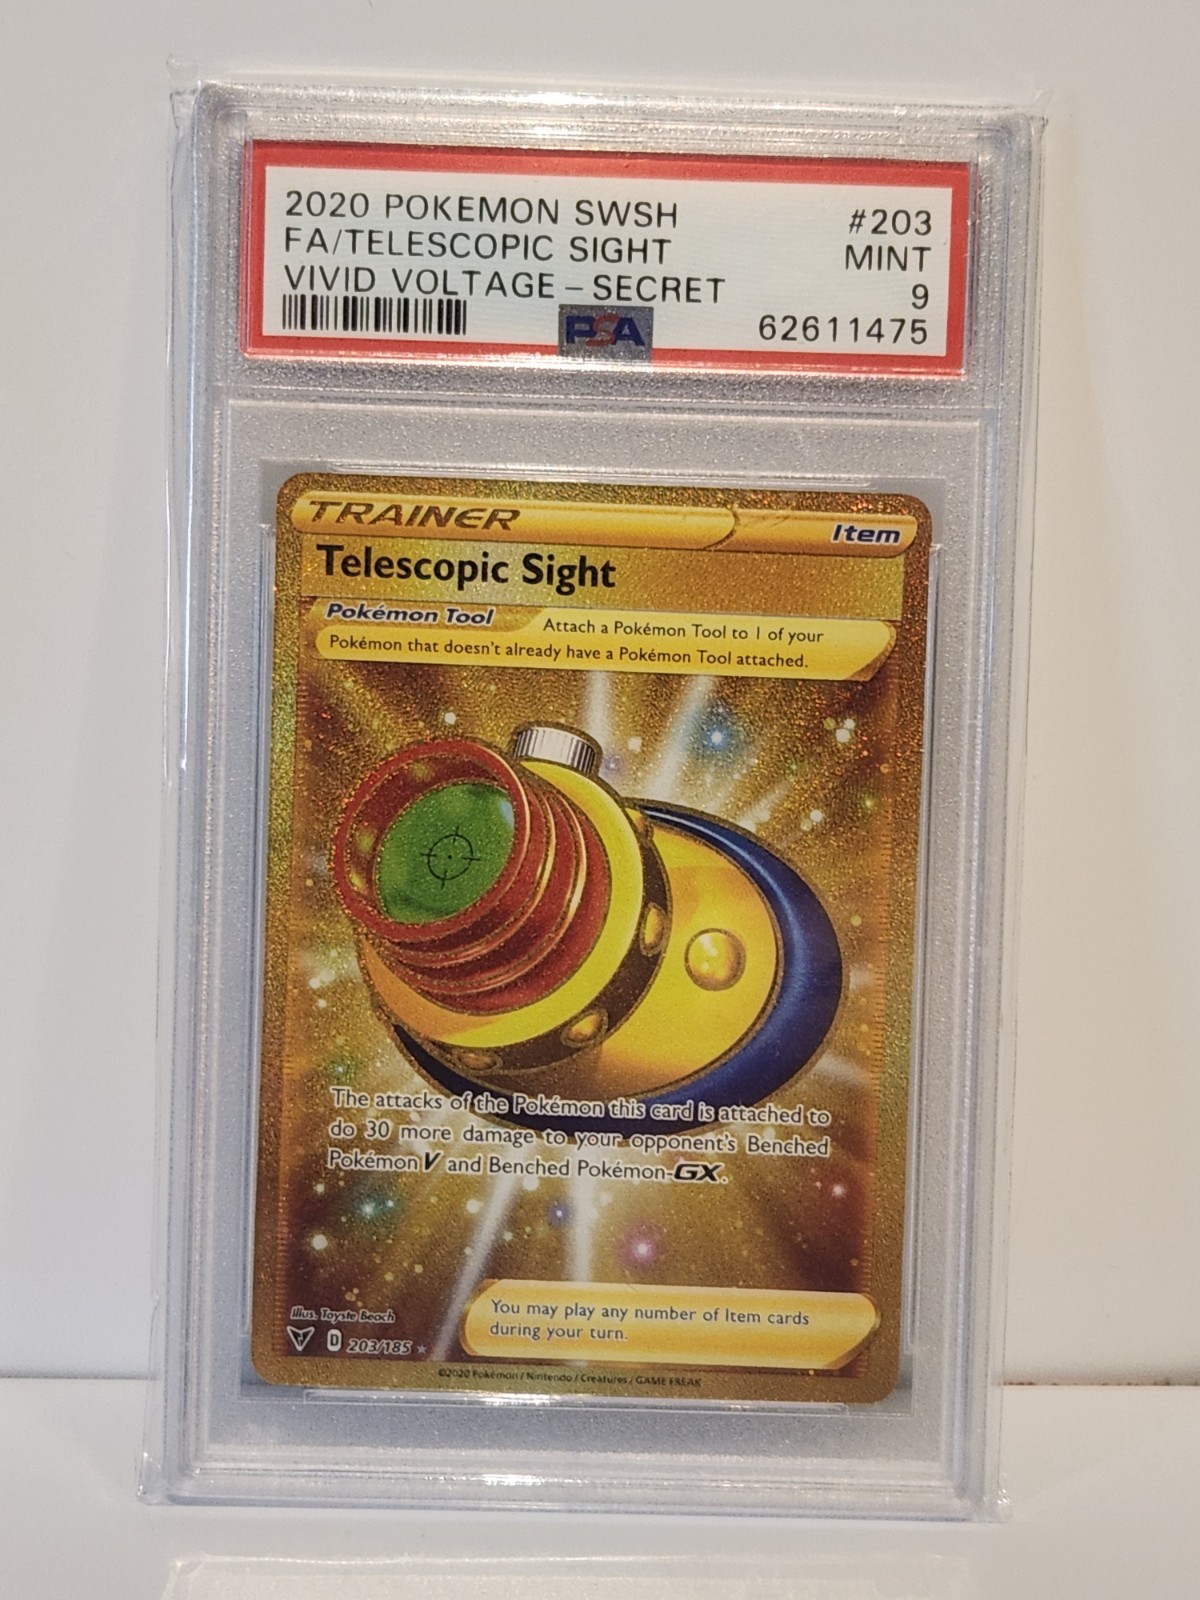 2020 POKEMON SWSH #203
FA/TELESCOPIC SIGHT MINT
VIVID VOLTAGE – SECRET 9
PSA 62611475
TRAINER Item
Telescopic Sight
Pokémon Tool Attach a Pokémon Tool to 1 of your
Pokémon that doesn't already have a Pokémon Tool attached.
The attacks of the Pokémon this card is attached to
do 30 more damage to your opponent's Benched
Pokémon V and Benched Pokémon-GX.
You may play any number of Item cards
during your turn.
Illus. Toyste Beach
D 203/185 ★
©2020 Pokémon / Nintendo / Creatures / GAME FREAK